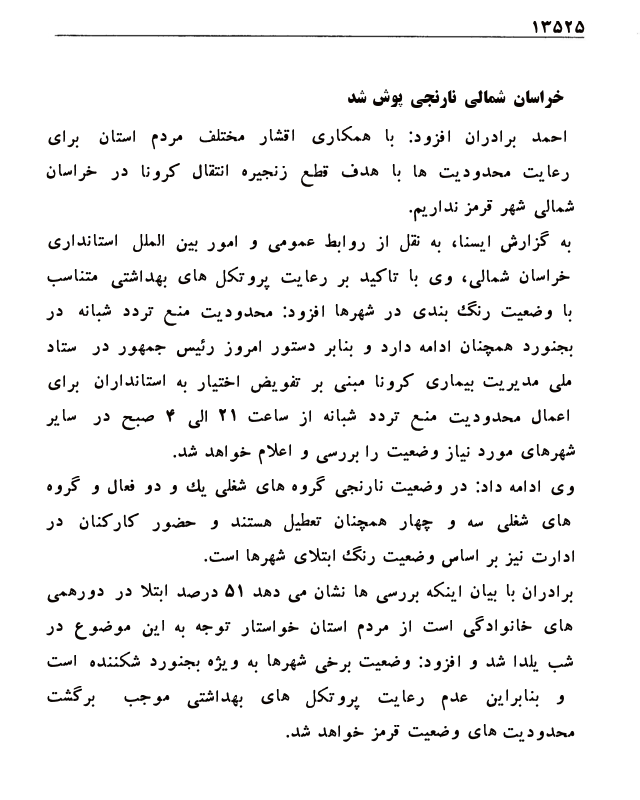 ۱۳۵۲۵
خراسان شمالی نارنجی پوش شد
احمد برادران افزود: با همکاری اقشار مختلف مردم استان برای
رعایت محدودیت ها با هدف قطع زنجیره انتقال کرونا در خراسان
شمالی شهر قرمز نداریم.
به گزارش ایسنا، به نقل از روابط عمومی و امور بین الملل استانداری
خراسان شمالی، وی با تاکید بر رعایت پروتکل های بهداشتی متناسب
با وضعیت رنگ بندی در شهرها افزود: محدودیت منع تردد شبانه در
بجنورد همچنان ادامه دارد و بنابر دستور امروز رئیس جمهور در ستاد
ملی مدیریت بیماری کرونا مبنی بر تفویض اختیار به استانداران برای
اعمال محدودیت منع تردد شبانه از ساعت ۲۱ الی ۴ صبح در سایر
شهرهای مورد نیاز وضعیت را بررسی و اعلام خواهد شد.
وی ادامه داد: در وضعیت نارنجی گروه های شغلی یك و دو فعال و گروه
های شغلی سه و چهار همچنان تعطیل هستند و حضور کارکنان در
ادارت نیز بر اساس وضعیت رنگ ابتلای شهرها است.
برادران با بیان اینکه بررسی ها نشان می دهد ۵۱ درصد ابتلا در دورهمی
های خانوادگی است از مردم استان خواستار توجه به این موضوع در
شب یلدا شد و افزود: وضعیت برخی شهرها به ویژه بجنورد شکننده است
و بنابراین عدم رعایت پروتکل های بهداشتی موجب برگشت
محدودیت های وضعیت قرمز خواهد شد.